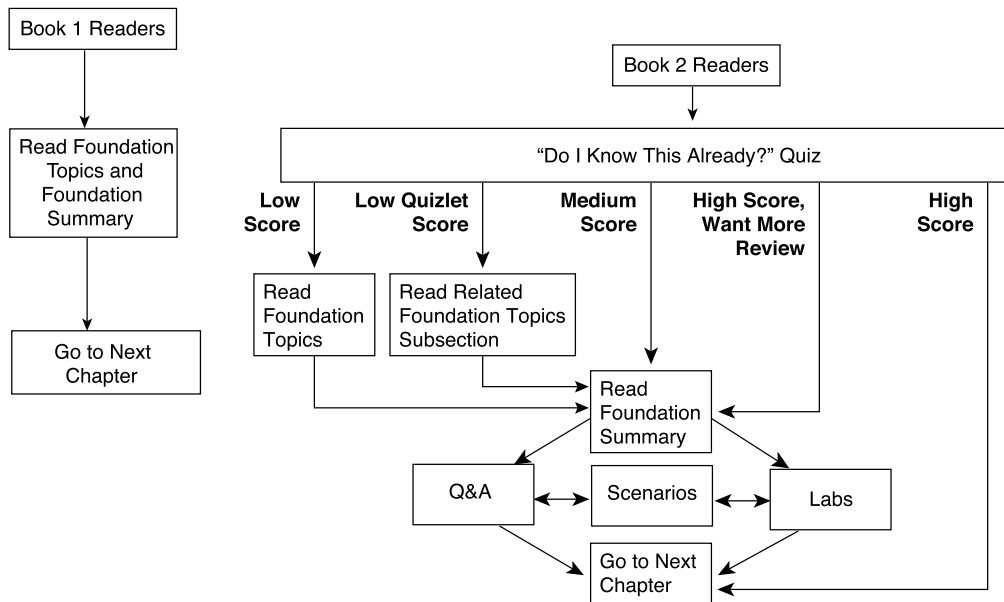 Book 1 Readers
Read Foundation
Topics and
Foundation
Summary
Go to Next
Chapter
Book 2 Readers
“Do I Know This Already?” Quiz
Low
Score
Low Quizlet
Score
Medium
Score
High Score,
Want More
Review
High
Score
Read
Foundation
Topics
Read Related
Foundation Topics
Subsection
Read
Foundation
Summary
Q&A
Scenarios
Labs
Go to Next
Chapter